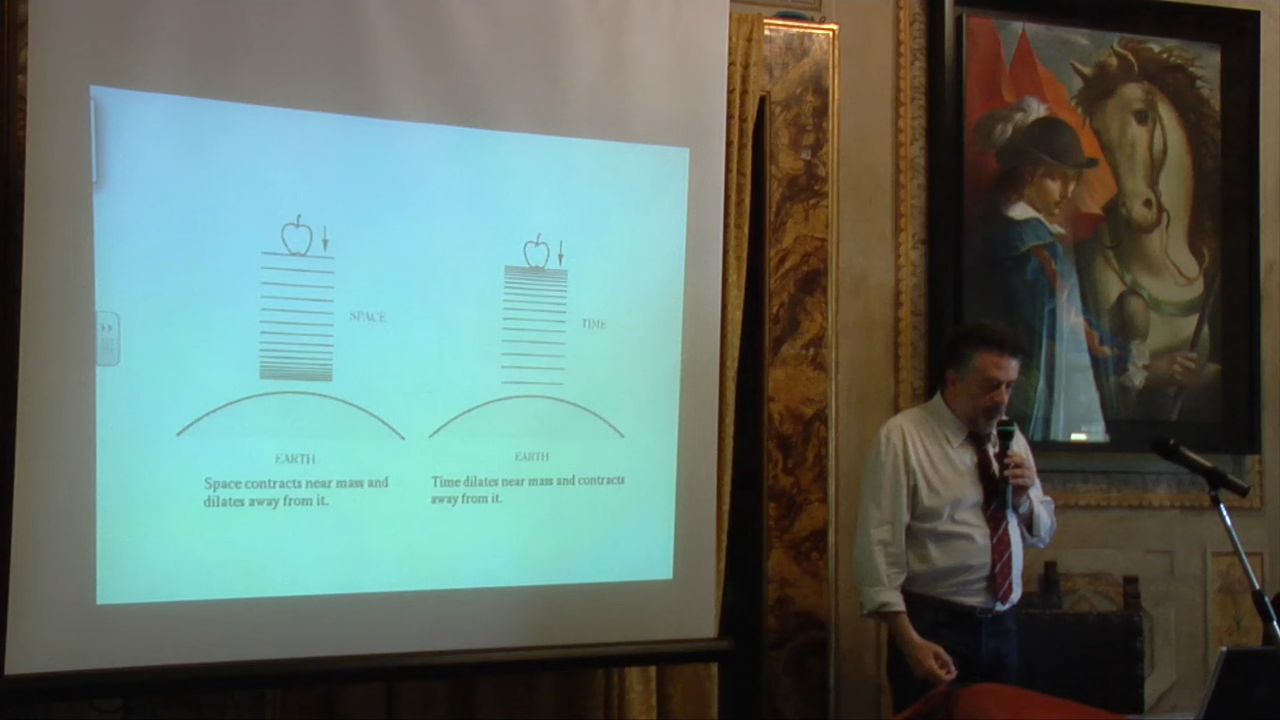 SPACE
TIME
EARTH
EARTH
Space contracts near mass and
dilates away from it.
Time dilates near mass and contracts
away from it.